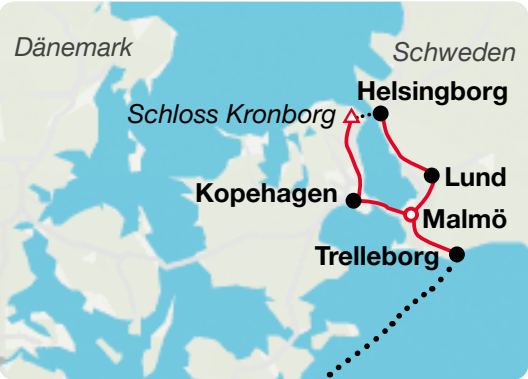 Dänemark
Schweden
Helsingborg
Schloss Kronborg
Lund
Kopehagen
Malmö
Trelleborg